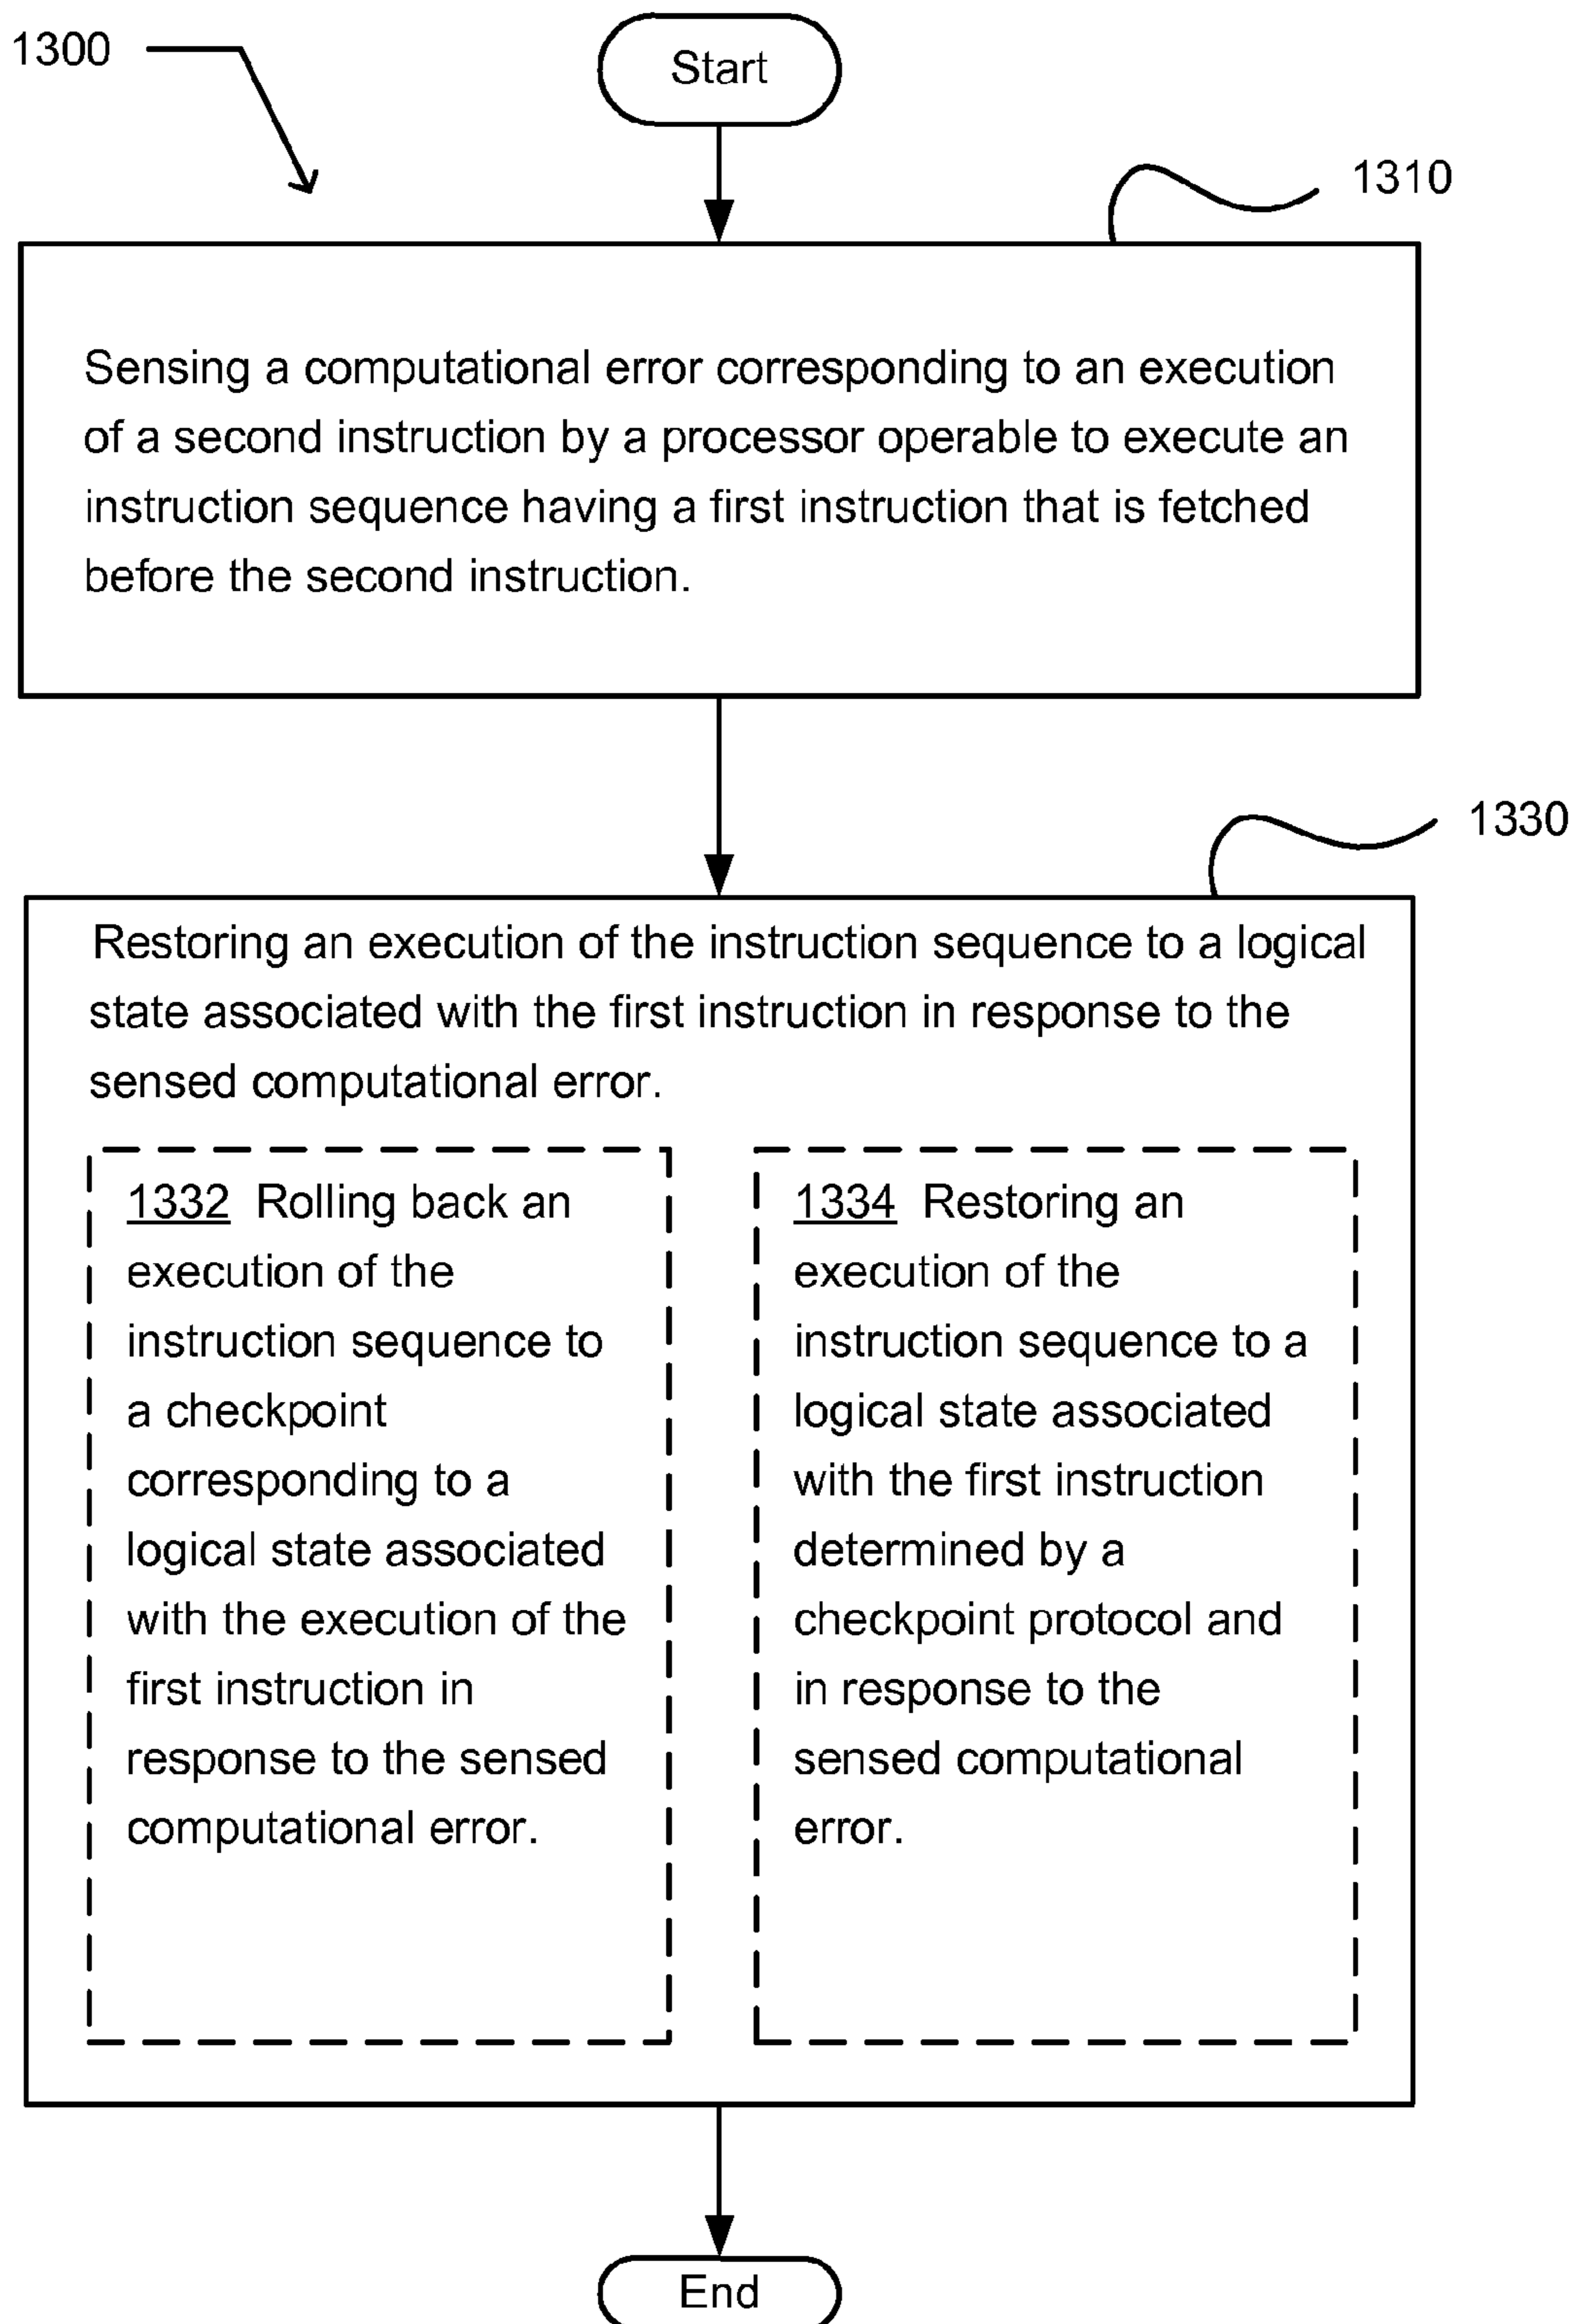 1300
Start
1310
Sensing a computational error corresponding to an execution
of a second instruction by a processor operable to execute an
instruction sequence having a first instruction that is fetched
before the second instruction.
1330
Restoring an execution of the instruction sequence to a logical
state associated with the first instruction in response to the
sensed computational error.
1332 Rolling back an
execution of the
instruction sequence to
a checkpoint
corresponding to a
logical state associated
with the execution of the
first instruction in
response to the sensed
computational error.
1334 Restoring an
execution of the
instruction sequence to a
logical state associated
with the first instruction
determined by a
checkpoint protocol and
in response to the
sensed computational
error.
End